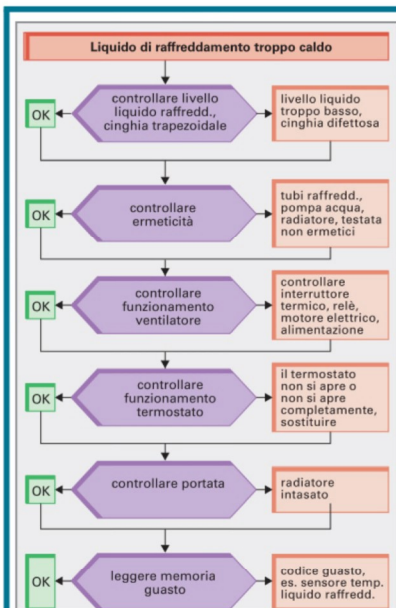 Liquido di raffreddamento troppo caldo
OK
controllare livello
liquido raffredd.,
cinghia trapezoidale
livello liquido
troppo basso,
cinghia difettosa
OK
controllare
ermeticità
tubi raffredd.,
pompa acqua,
radiatore, testata
non ermetici
OK
controllare
funzionamento
ventilatore
controllare
interruttore
termico, relè,
motore elettrico,
alimentazione
OK
controllare
funzionamento
termostato
il termostato
non si apre o
non si apre
completamente,
sostituire
OK
controllare portata
radiatore
intasato
OK
leggere memoria
guasto
codice guasto,
es. sensore temp.
liquido raffredd.